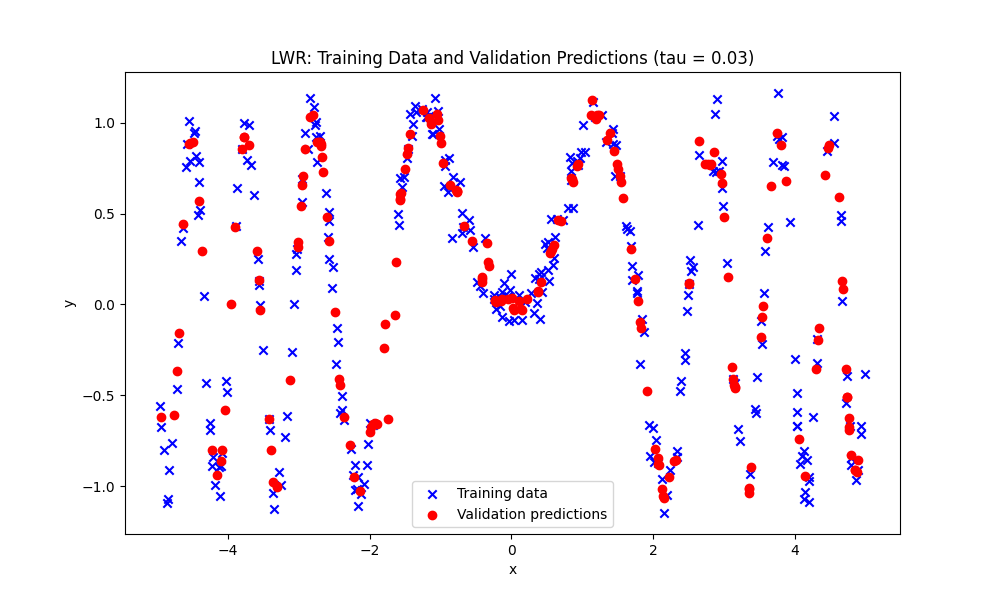 LWR: Training Data and Validation Predictions (tau = 0.03)
1.0
0.5
0.0
−0.5
−1.0
y
Training data
Validation predictions
−4
−2
0
2
4
x